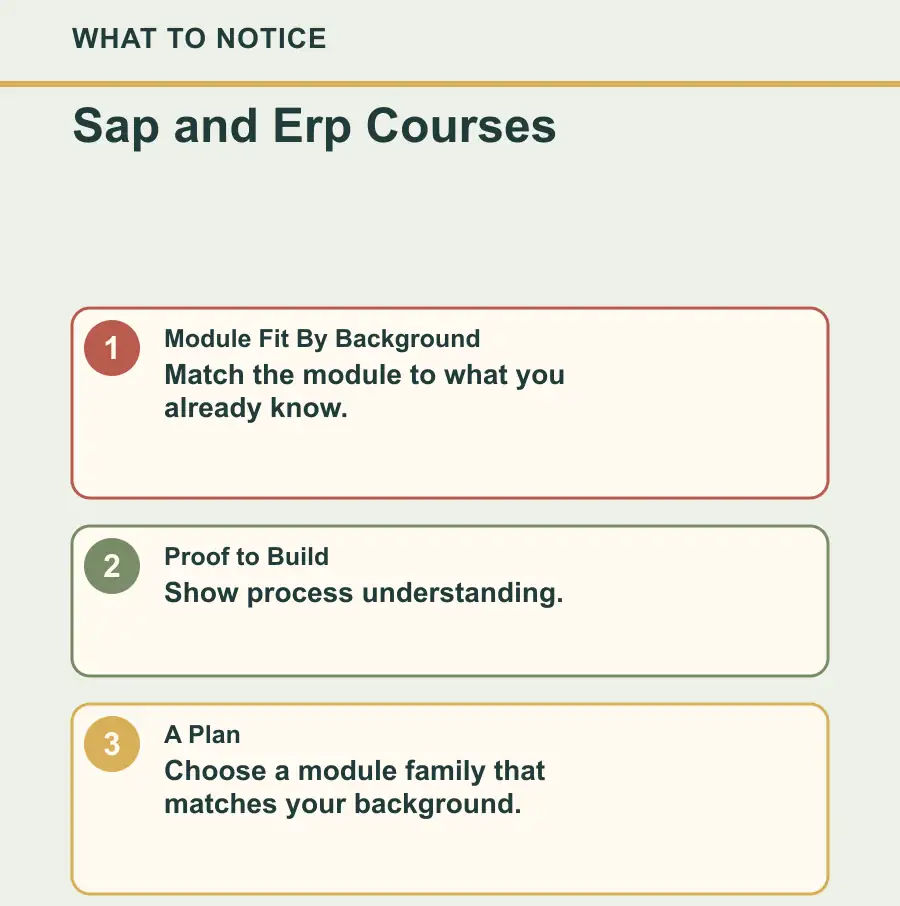 WHAT TO NOTICE
Sap and Erp Courses
1
Module Fit By Background
Match the module to what you
already know.
2
Proof to Build
Show process understanding.
3
A Plan
Choose a module family that
matches your background.